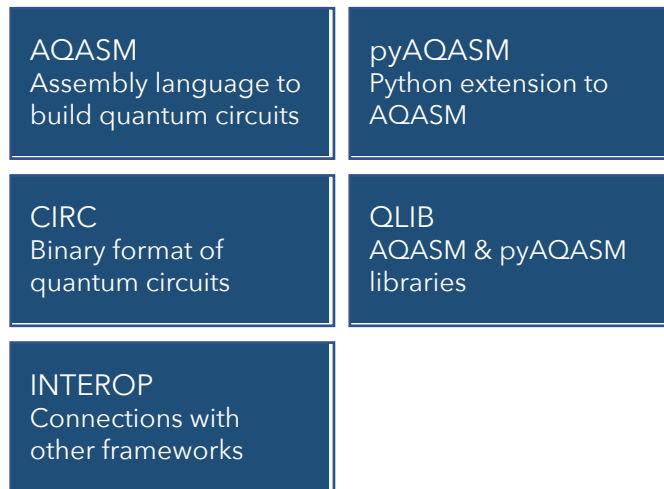 AQASM
Assembly language to
build quantum circuits
pyAQASM
Python extension to
AQASM
CIRC
Binary format of
quantum circuits
QLIB
AQASM & pyAQASM
libraries
INTEROP
Connections with
other frameworks